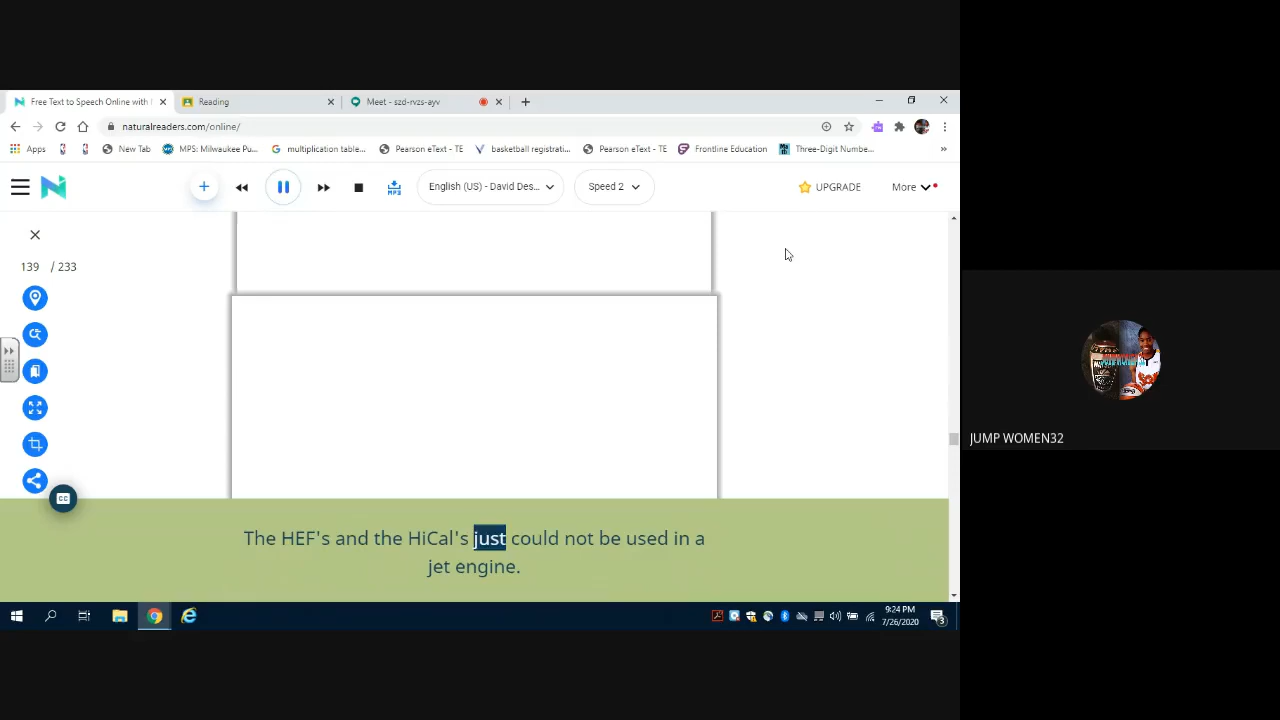 Free Text to Speech Online with
Reading
Meet - szd-rvzs-ayv
naturalreaders.com/online/
Apps
New Tab
MPS: Milwaukee Pu...
multiplication table...
Pearson eText - TE
basketball registrati...
Pearson eText - TE
Frontline Education
Three-Digit Numbe...
MP3
English (US) - David Des...
Speed 2
UPGRADE
More
139 / 233
CC
The HEF's and the HiCal's just could not be used in a
jet engine.
9:24 PM
7/26/2020
3
JUMP WOMEN32